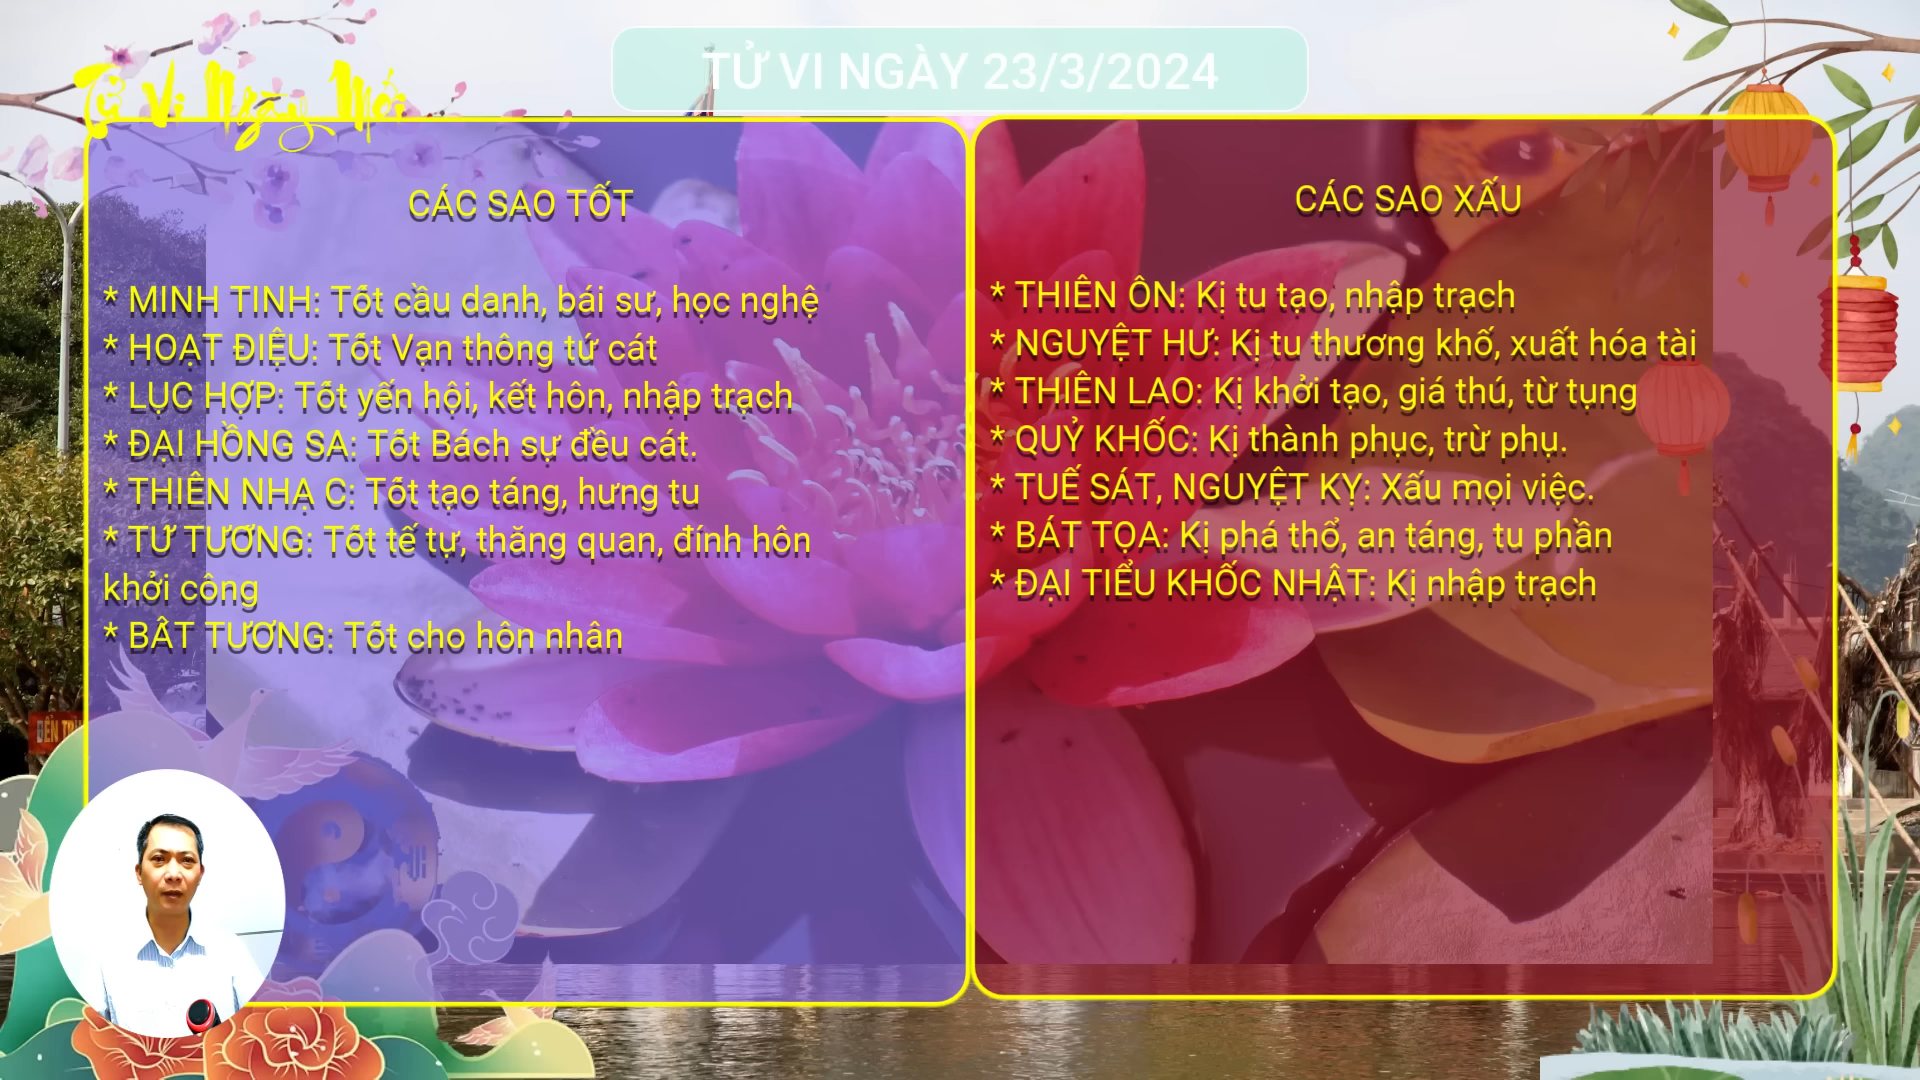 TỬ VI NGÀY 23/3/2024
Tử Vi Ngày Mới
CÁC SAO TỐT
* MINH TINH: Tốt cầu danh, bái sư, học nghệ
* HOẠT ĐIỆU: Tốt Vạn thông tứ cát
* LỤC HỢP: Tốt yến hội, kết hôn, nhập trạch
* ĐẠI HỒNG SA: Tốt Bách sự đều cát.
* THIÊN NHẠ C: Tốt tạo táng, hưng tu
* TƯ TƯƠNG: Tốt tế tự, thăng quan, đính hôn
khởi công
* BẤT TƯƠNG: Tốt cho hôn nhân
CÁC SAO XẤU
* THIÊN ÔN: Kị tu tạo, nhập trạch
* NGUYỆT HƯ: Kị tu thương khố, xuất hóa tài
* THIÊN LAO: Kị khởi tạo, giá thú, từ tụng
* QUỶ KHỐC: Kị thành phục, trừ phụ.
* TUẾ SÁT, NGUYỆT KỴ: Xấu mọi việc.
* BÁT TỌA: Kị phá thổ, an táng, tu phần
* ĐẠI TIỂU KHỐC NHẬT: Kị nhập trạch
ĐỀN